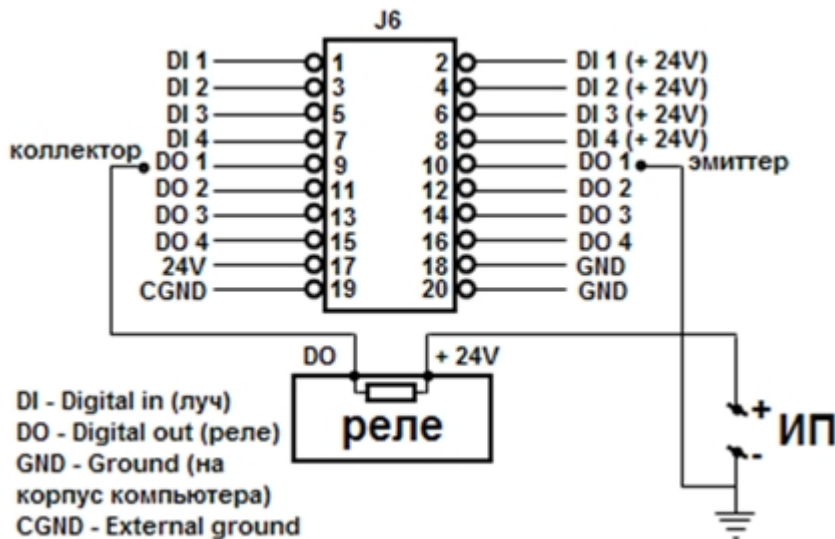 J6
DI 1 1 2 DI 1 (+ 24V)
DI 2 3 4 DI 2 (+ 24V)
DI 3 5 6 DI 3 (+ 24V)
DI 4 7 8 DI 4 (+ 24V)
коллектор DO 1 9 10 DO 1 эмиттер
DO 2 11 12 DO 2
DO 3 13 14 DO 3
DO 4 15 16 DO 4
24V 17 18 GND
CGND 19 20 GND
DO + 24V
реле
+ ИП
-
DI - Digital in (луч)
DO - Digital out (реле)
GND - Ground (на
корпус компьютера)
CGND - External ground